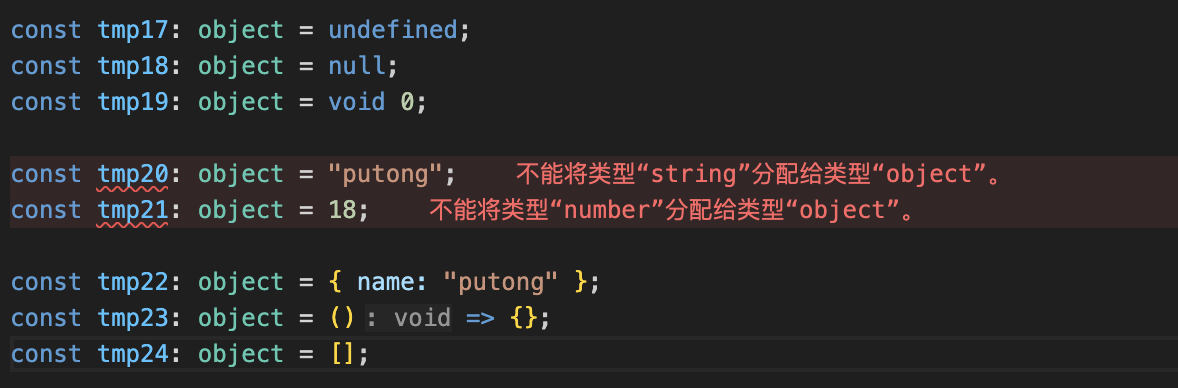 const tmp17: object = undefined;
const tmp18: object = null;
const tmp19: object = void 0;
const tmp20: object = "putong"; 不能将类型“string”分配给类型“object”。
const tmp21: object = 18; 不能将类型“number”分配给类型“object”。
const tmp22: object = { name: "putong" };
const tmp23: object = (): void => {};
const tmp24: object = [];